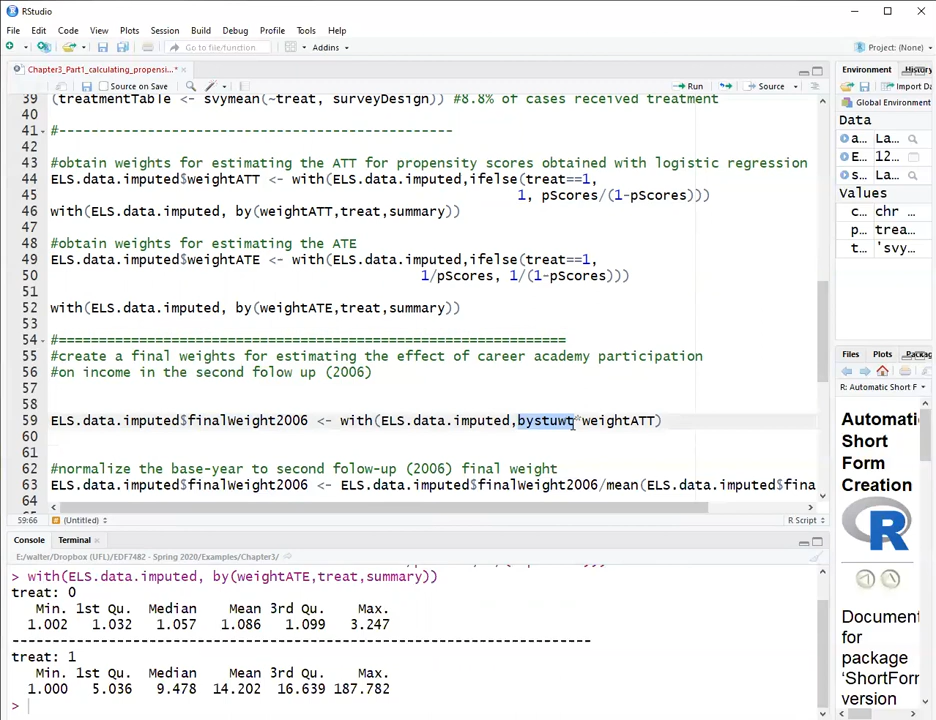 RStudio
File Edit Code View Plots Session Build Debug Profile Tools Help
Go to file/function Addins Project: (None)
Chapter3_Part1_calculating_propensi...* Environment History
Source on Save Run Source Import Da
Global Environment
39 (treatmentTable <- svymean(~treat, surveyDesign)) #8.8% of cases received treatment
40
41 #-------------------------------------------------
42
43 #obtain weights for estimating the ATT for propensity scores obtained with logistic regression
44 ELS.data.imputed$weightATT <- with(ELS.data.imputed,ifelse(treat==1,
45 1, pScores/(1-pScores)))
46 with(ELS.data.imputed, by(weightATT,treat,summary))
47
48 #obtain weights for estimating the ATE
49 ELS.data.imputed$weightATE <- with(ELS.data.imputed,ifelse(treat==1,
50 1/pScores, 1/(1-pScores)))
51
52 with(ELS.data.imputed, by(weightATE,treat,summary))
53
54 #===============================================================
55 #create a final weights for estimating the effect of career academy participation
56 #on income in the second folow up (2006)
57
58
59 ELS.data.imputed$finalWeight2006 <- with(ELS.data.imputed,bystuwt*weightATT)
60
61
62 #normalize the base-year to second folow-up (2006) final weight
63 ELS.data.imputed$finalWeight2006 <- ELS.data.imputed$finalWeight2006/mean(ELS.data.imputed$fina
64
59:66 (Untitled) R Script
Data
a... La...
E... 12...
s... La...
Values
c... chr ...
p... trea...
t... 'svy...
Files Plots Packag
R: Automatic Short F
Automati
Short
Form
Creation
R
Document
for
package
'ShortForm
version
Console Terminal
E:/walter/Dropbox (UFL)/EDF7482 - Spring 2020/Examples/Chapter3/
> with(ELS.data.imputed, by(weightATE,treat,summary))
treat: 0
Min. 1st Qu. Median Mean 3rd Qu. Max.
1.002 1.032 1.057 1.086 1.099 3.247
----------------------------------------------------------------------
treat: 1
Min. 1st Qu. Median Mean 3rd Qu. Max.
1.000 5.036 9.478 14.202 16.639 187.782
>